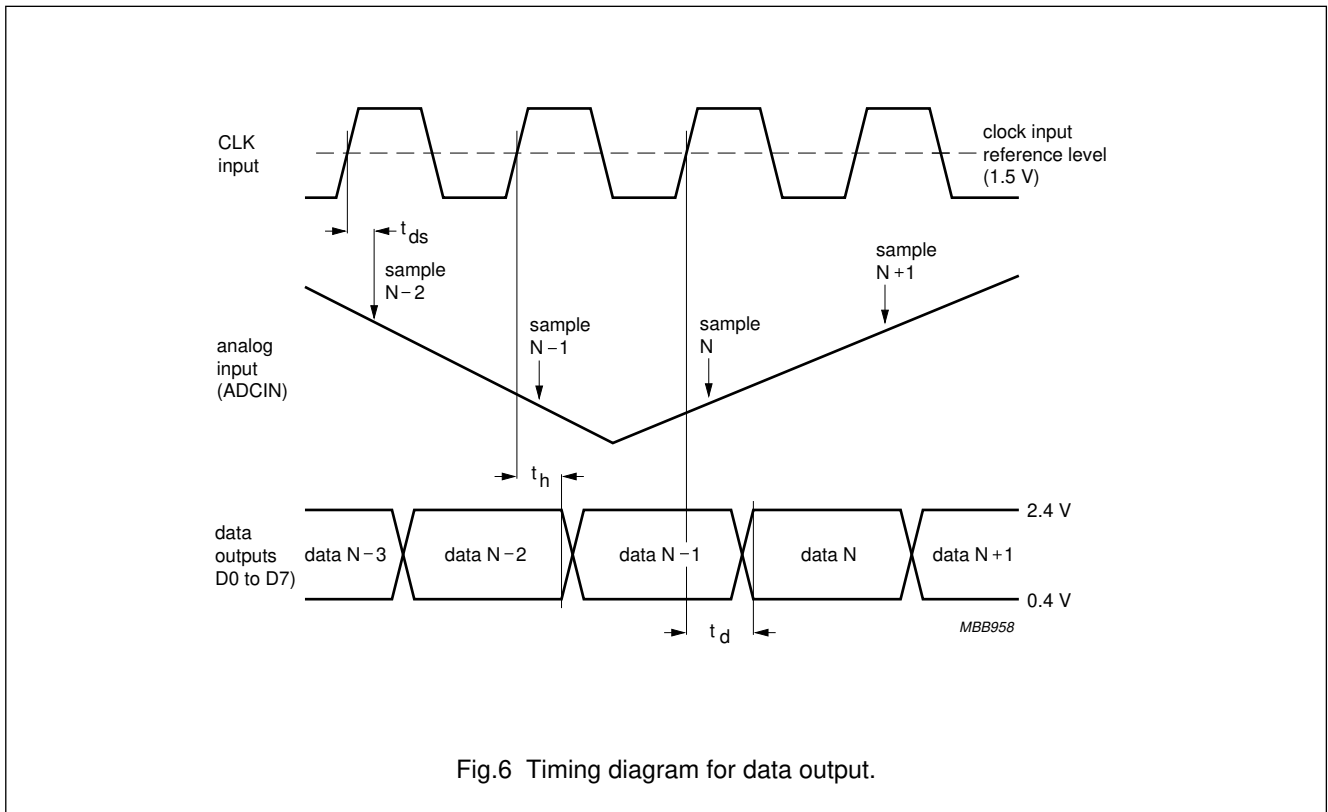 CLK
input
clock input
reference level
(1.5 V)
t ds
sample
N−2
sample
N+1
sample
N−1
sample
N
analog
input
(ADCIN)
t h
data
outputs
D0 to D7)
data N−3
data N−2
data N−1
data N
data N+1
2.4 V
0.4 V
t d
MBB958
Fig.6 Timing diagram for data output.